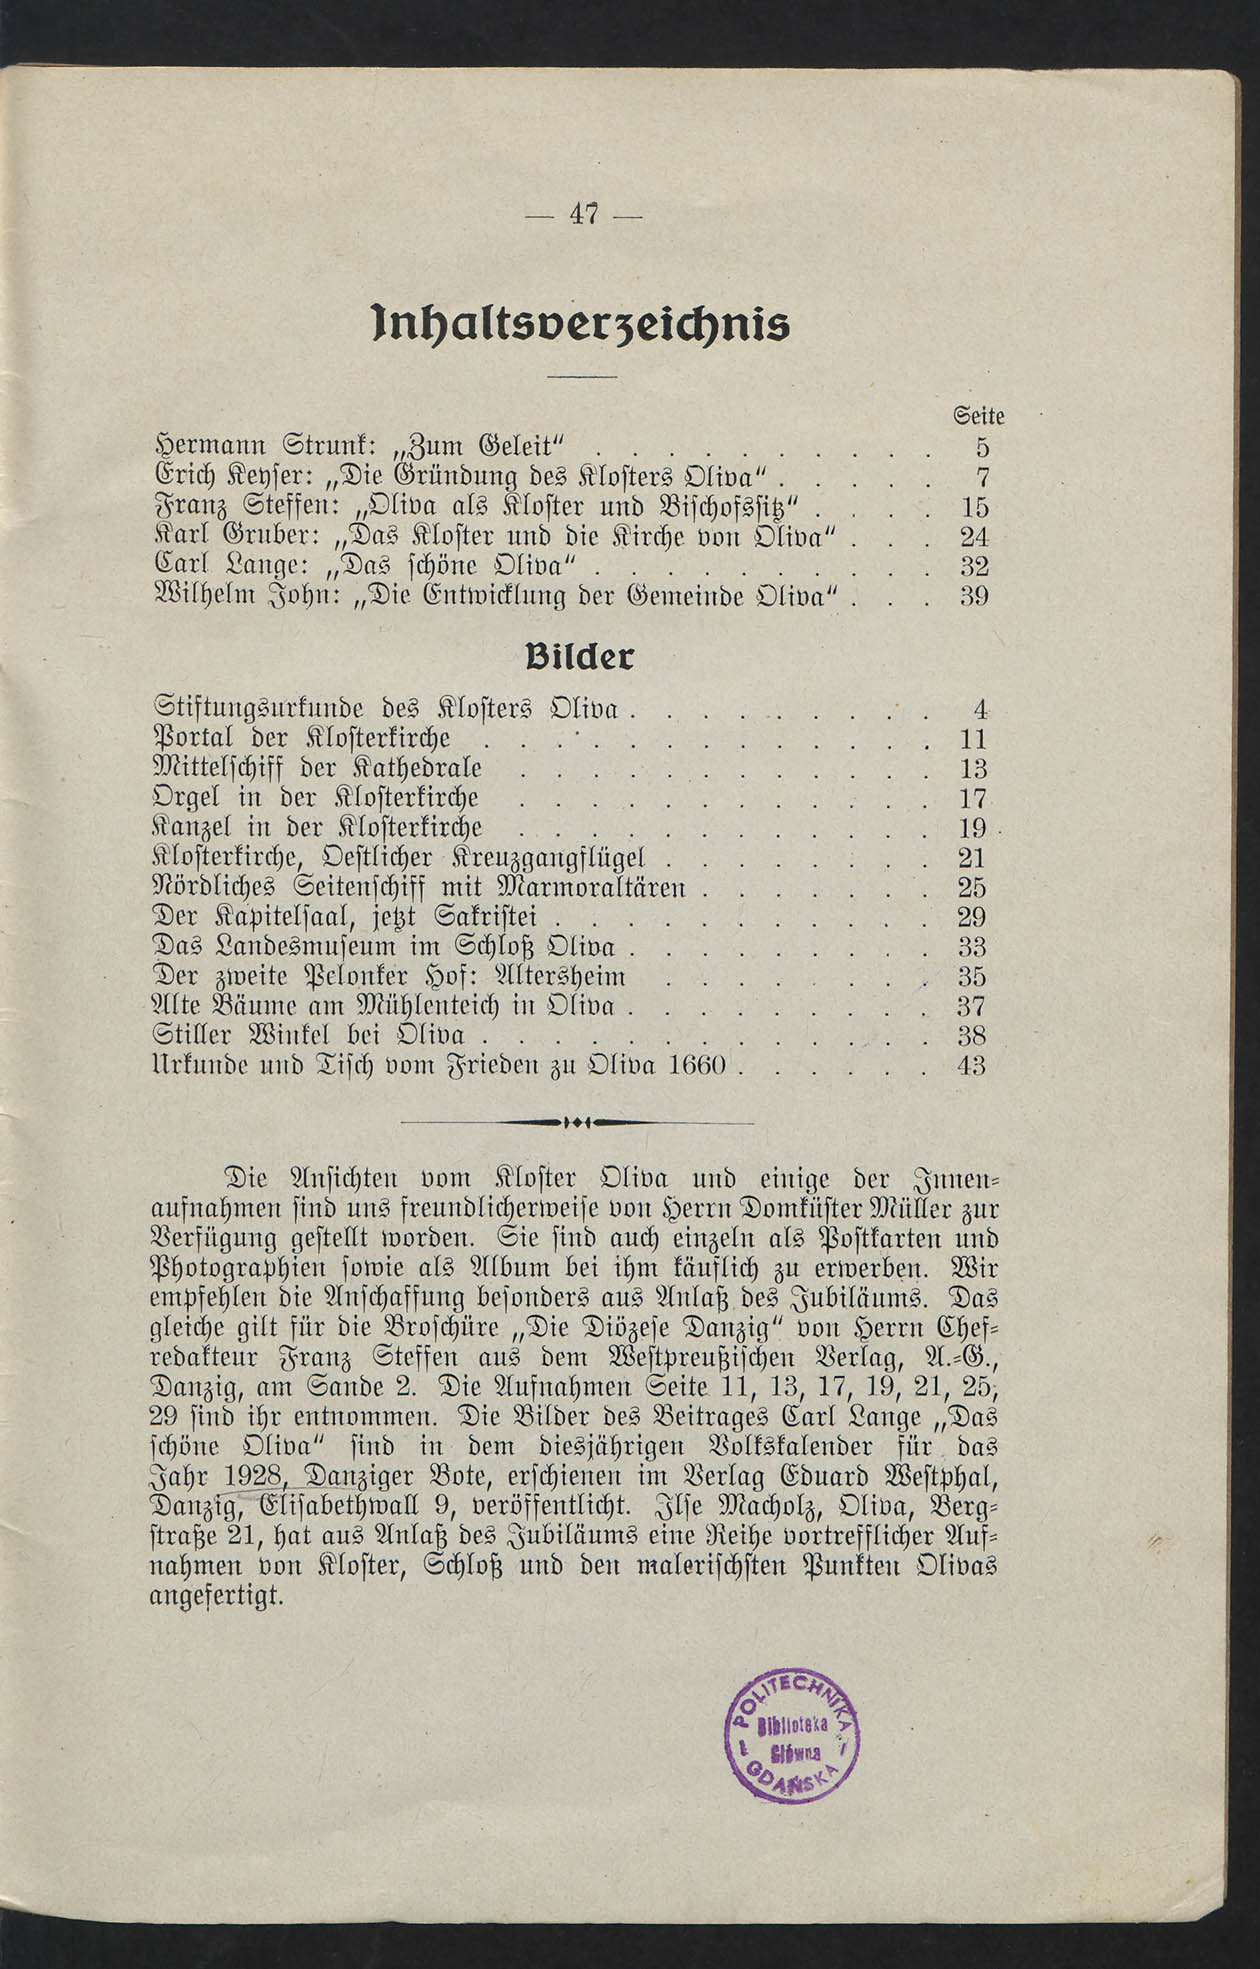 — 47 —
Inhaltsverzeichnis
Seite
Hermann Strunk: „Zum Geleit“ . . . . . . . . . . 5
Erich Keyser: „Die Gründung des Klosters Oliva“ . . . . . 7
Franz Steffen: „Oliva als Kloster und Bischofssitz“ . . . . 15
Karl Gruber: „Das Kloster und die Kirche von Oliva“ . . . 24
Carl Lange: „Das schöne Oliva“ . . . . . . . . . . 32
Wilhelm John: „Die Entwicklung der Gemeinde Oliva“ . . . 39
Bilder
Stiftungsurkunde des Klosters Oliva . . . . . . . . . 4
Portal der Klosterkirche . . . . . . . . . . . . . 11
Mittelschiff der Kathedrale . . . . . . . . . . . . 13
Orgel in der Klosterkirche . . . . . . . . . . . . 17
Kanzel in der Klosterkirche . . . . . . . . . . . . 19
Klosterkirche, Oestlicher Kreuzgangflügel . . . . . . . . 21
Nördliches Seitenschiff mit Marmoraltären . . . . . . . 25
Der Kapitelsaal, jetzt Sakristei . . . . . . . . . . . 29
Das Landesmuseum im Schloß Oliva . . . . . . . . . 33
Der zweite Pelonker Hof: Altersheim . . . . . . . . 35
Alte Bäume am Mühlenteich in Oliva . . . . . . . . . 37
Stiller Winkel bei Oliva . . . . . . . . . . . . . 38
Urkunde und Tisch vom Frieden zu Oliva 1660 . . . . . . 43
Die Ansichten vom Kloster Oliva und einige der Innen-
aufnahmen sind uns freundlicherweise von Herrn Domküster Müller zur
Verfügung gestellt worden. Sie sind auch einzeln als Postkarten und
Photographien sowie als Album bei ihm käuflich zu erwerben. Wir
empfehlen die Anschaffung besonders aus Anlaß des Jubiläums. Das
gleiche gilt für die Broschüre „Die Diözese Danzig“ von Herrn Chef-
redakteur Franz Steffen aus dem Westpreußischen Verlag, A.-G.,
Danzig, am Sande 2. Die Aufnahmen Seite 11, 13, 17, 19, 21, 25,
29 sind ihr entnommen. Die Bilder des Beitrages Carl Lange „Das
schöne Oliva“ sind in dem diesjährigen Volkskalender für das
Jahr 1928, Danziger Bote, erschienen im Verlag Eduard Westphal,
Danzig, Elisabethwall 9, veröffentlicht. Ilse Macholz, Oliva, Berg-
straße 21, hat aus Anlaß des Jubiläums eine Reihe vortrefflicher Auf-
nahmen von Kloster, Schloß und den malerischsten Punkten Olivas
angefertigt.
POLITECHNIKA
Biblioteka
Główna
GDAŃSKA